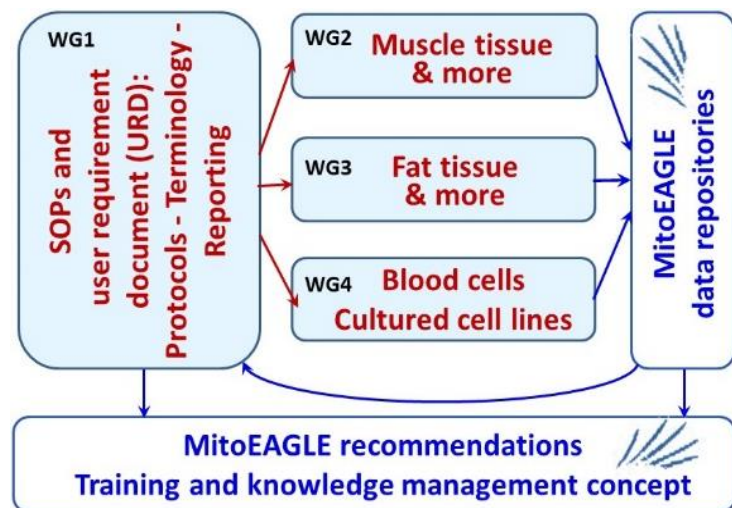 WG1
SOPs and
user requirement
document (URD):
Protocols - Terminology -
Reporting
WG2
Muscle tissue
& more
WG3
Fat tissue
& more
WG4
Blood cells
Cultured cell lines
MitoEAGLE
data repositories
MitoEAGLE recommendations
Training and knowledge management concept